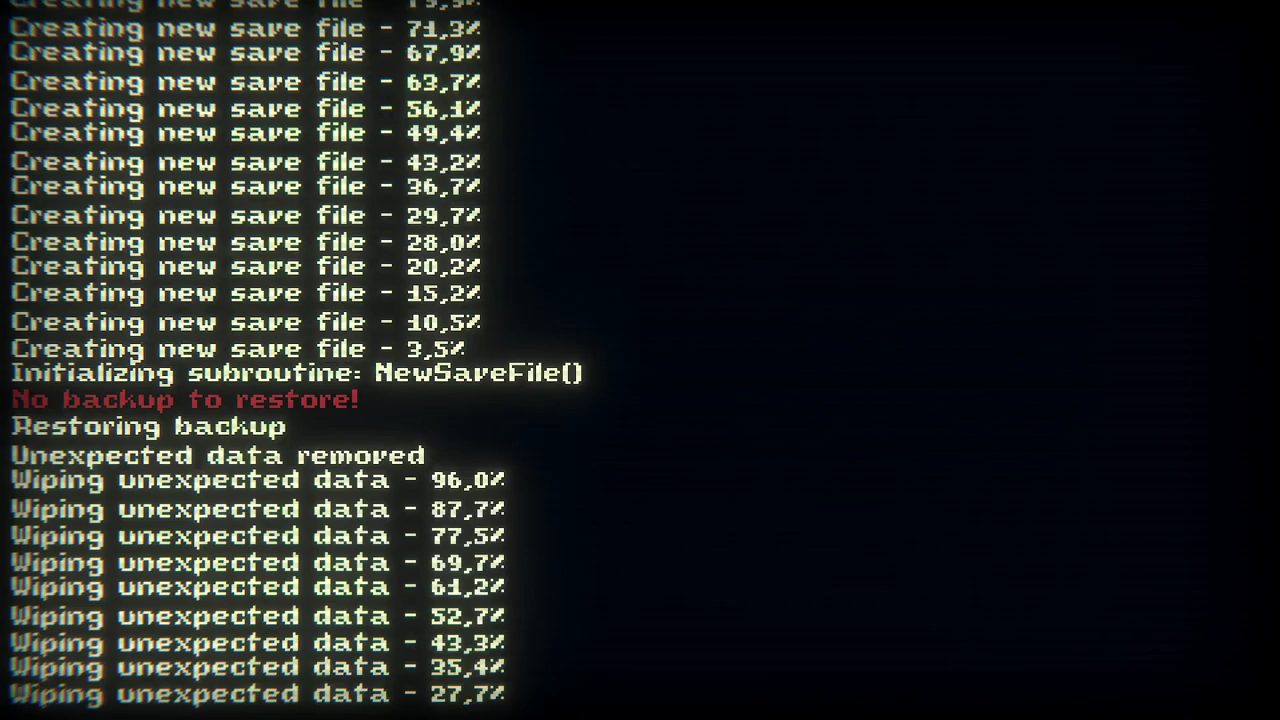 Creating new save file - 79,9%
Creating new save file - 71,3%
Creating new save file - 67,9%
Creating new save file - 63,7%
Creating new save file - 56,1%
Creating new save file - 49,4%
Creating new save file - 43,2%
Creating new save file - 36,7%
Creating new save file - 29,7%
Creating new save file - 28,0%
Creating new save file - 20,2%
Creating new save file - 15,2%
Creating new save file - 10,5%
Creating new save file - 3,5%
Initializing subroutine: NewSaveFile()
No backup to restore!
Restoring backup
Unexpected data removed
Wiping unexpected data - 96,0%
Wiping unexpected data - 87,7%
Wiping unexpected data - 77,5%
Wiping unexpected data - 69,7%
Wiping unexpected data - 61,2%
Wiping unexpected data - 52,7%
Wiping unexpected data - 43,3%
Wiping unexpected data - 35,4%
Wiping unexpected data - 27,7%